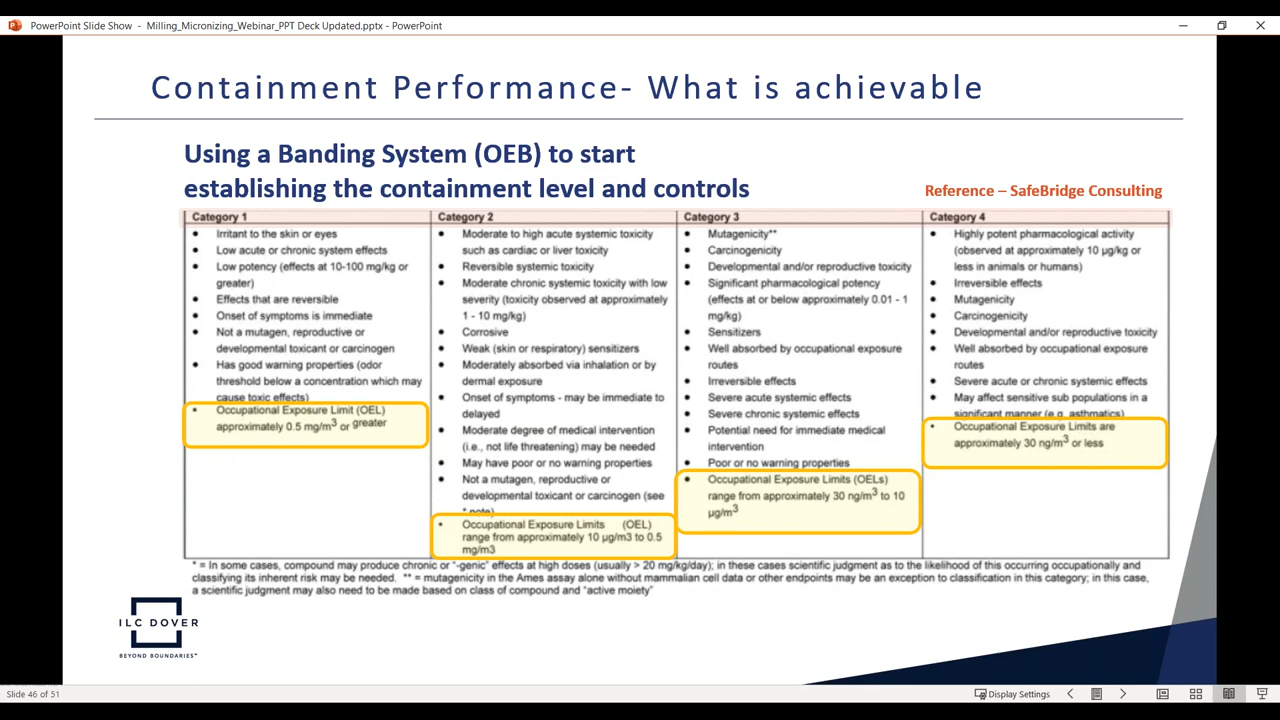 PowerPoint Slide Show - Milling_Micronizing_Webinar_PPT Deck Updated.pptx - PowerPoint
Containment Performance- What is achievable
Using a Banding System (OEB) to start
establishing the containment level and controls
Reference – SafeBridge Consulting
Category 1
• Irritant to the skin or eyes
• Low acute or chronic system effects
• Low potency (effects at 10-100 mg/kg or
greater)
• Effects that are reversible
• Onset of symptoms is immediate
• Not a mutagen, reproductive or
developmental toxicant or carcinogen
• Has good warning properties (odor
threshold below a concentration which may
cause toxic effects)
• Occupational Exposure Limit (OEL)
approximately 0.5 mg/m3 or greater
Category 2
• Moderate to high acute systemic toxicity
such as cardiac or liver toxicity
• Reversible systemic toxicity
• Moderate chronic systemic toxicity with low
severity (toxicity observed at approximately
1 - 10 mg/kg)
• Corrosive
• Weak (skin or respiratory) sensitizers
• Moderately absorbed via inhalation or by
dermal exposure
• Onset of symptoms - may be immediate to
delayed
• Moderate degree of medical intervention
(i.e., not life threatening) may be needed
• May have poor or no warning properties
• Not a mutagen, reproductive or
developmental toxicant or carcinogen (see
* note)
• Occupational Exposure Limits (OEL)
range from approximately 10 µg/m3 to 0.5
mg/m3
Category 3
• Mutagenicity**
• Carcinogenicity
• Developmental and/or reproductive toxicity
• Significant pharmacological potency
(effects at or below approximately 0.01 - 1
mg/kg)
• Sensitizers
• Well absorbed by occupational exposure
routes
• Irreversible effects
• Severe acute systemic effects
• Severe chronic systemic effects
• Potential need for immediate medical
intervention
• Poor or no warning properties
• Occupational Exposure Limits (OELs)
range from approximately 30 ng/m3 to 10
µg/m3
Category 4
• Highly potent pharmacological activity
(observed at approximately 10 µg/kg or
less in animals or humans)
• Irreversible effects
• Mutagenicity
• Carcinogenicity
• Developmental and/or reproductive toxicity
• Well absorbed by occupational exposure
routes
• Severe acute or chronic systemic effects
• May affect sensitive sub populations in a
significant manner (e.g. asthmatics)
• Occupational Exposure Limits are
approximately 30 ng/m3 or less
* = In some cases, compound may produce chronic or "-genic" effects at high doses (usually > 20 mg/kg/day); in these cases scientific judgment as to the likelihood of this occurring occupationally and
classifying its inherent risk may be needed. ** = mutagenicity in the Ames assay alone without mammalian cell data or other endpoints may be an exception to classification in this category; in this case,
a scientific judgment may also need to be made based on class of compound and "active moiety"
ILC DOVER
BEYOND BOUNDARIES™
Slide 46 of 51
Display Settings